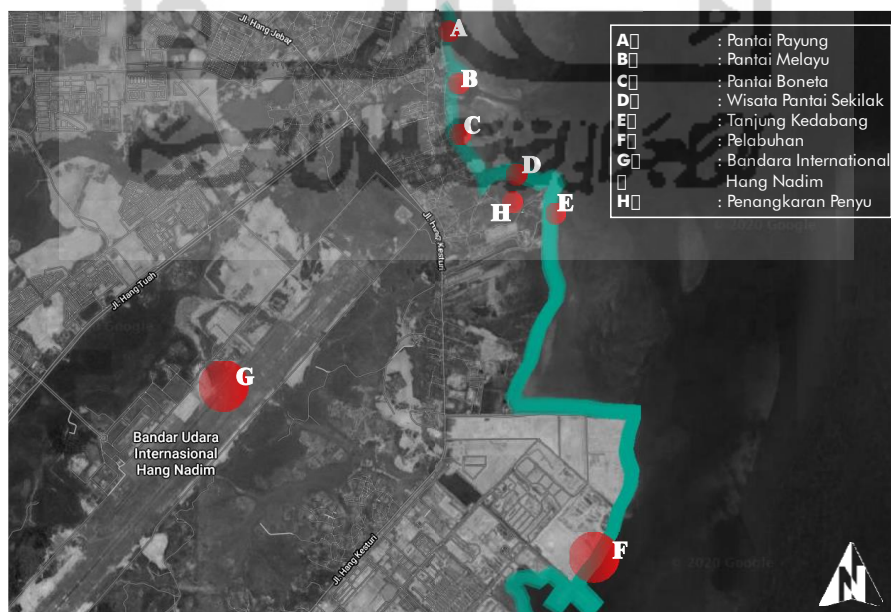 A : Pantai Payung
B : Pantai Melayu
C : Pantai Boneta
D : Wisata Pantai Sekilak
E : Tanjung Kedabang
F : Pelabuhan
G : Bandara International
Hang Nadim
H : Penangkaran Penyu
Jl. Hang Jebat
A
B
C
D
H
E
Jl. Hang Kesturi
Jl. Hang Tuah
© 2020 Google
© 2020 Google
G
Bandar Udara
Internasional
Hang Nadim
Jl. Hang Kesturi
F
© 2020 Google
N